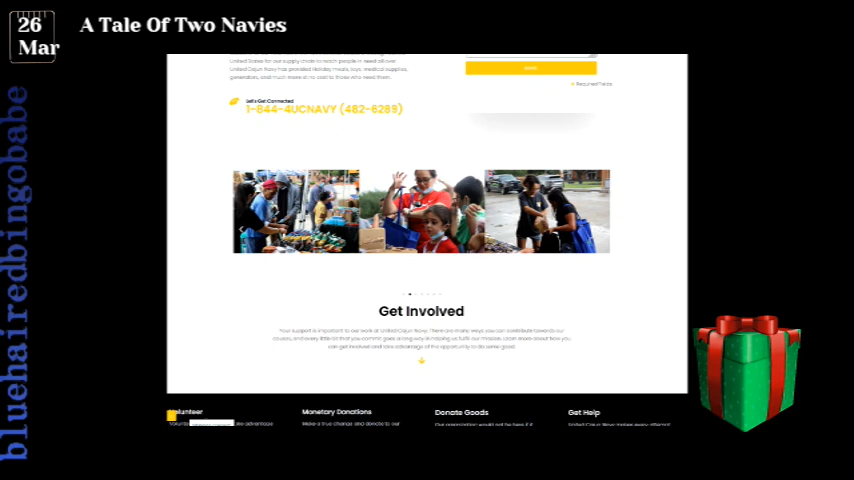 26
Mar
A Tale Of Two Navies
bluehairedbingobabe
United States for our supply chain to reach people in need all over.
United Cajun Navy has provided Holiday meals, toys, medical supplies,
generators, and much more at no cost to those who need them.
Required Fields
Let's Get Connected
1-844-4UCNAVY (482-6289)
Get Involved
Your support is important to our work at United Cajun Navy. There are many ways you can contribute towards our
causes, and every little bit that you commit goes a long way in helping us fulfil our mission. Learn more about how you
can get involved and take advantage of the opportunity to do some good.
Volunteer
Monetary Donations
Donate Goods
Get Help
take advantage
Make a true change and donate to our
Our organization would not be here if it
United Cajun Navy makes every different